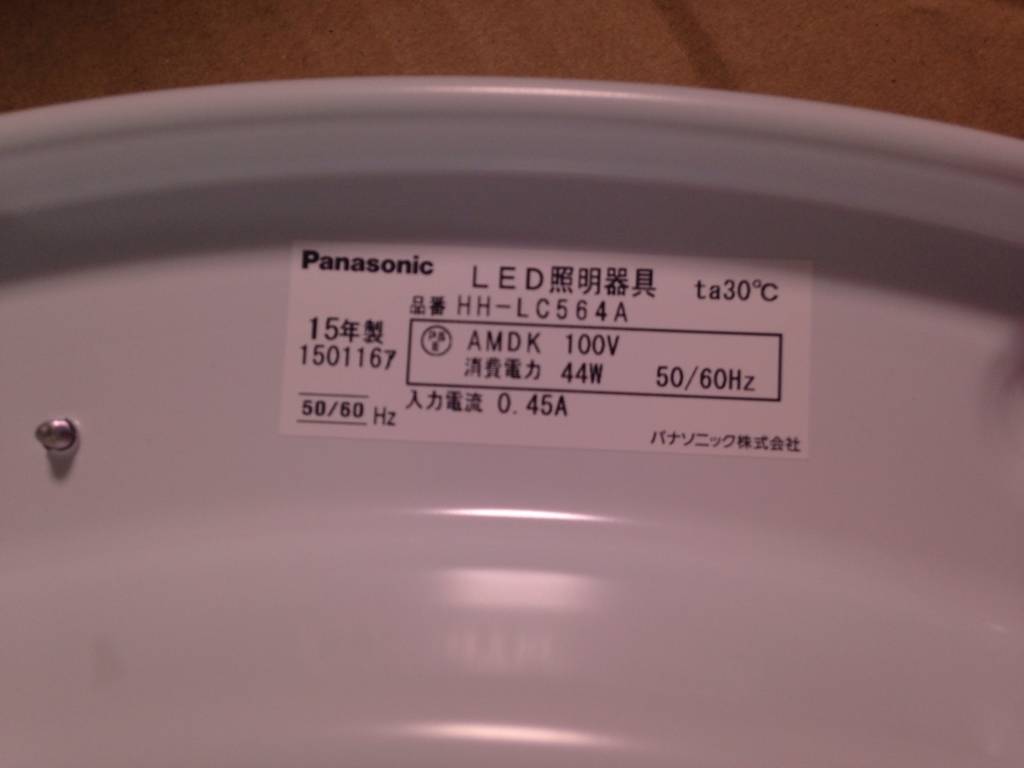 Panasonic
LED照明器具 ta30℃
品番 HH-LC564A
15年製
1501167
AMDK 100V
消費電力 44W 50/60Hz
入力電流 0.45A
50/60 Hz
パナソニック株式会社